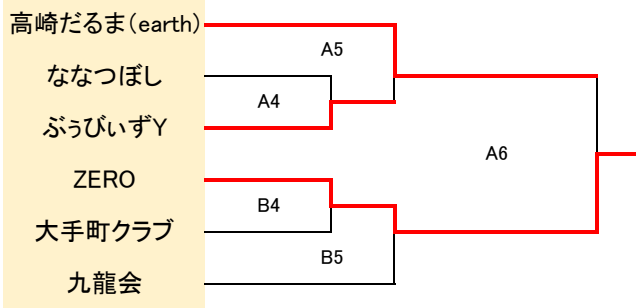 高崎だるま（earth）
A5
ななつぼし
A4
ぶぅびぃずY
A6
ZERO
B4
大手町クラブ
B5
九龍会